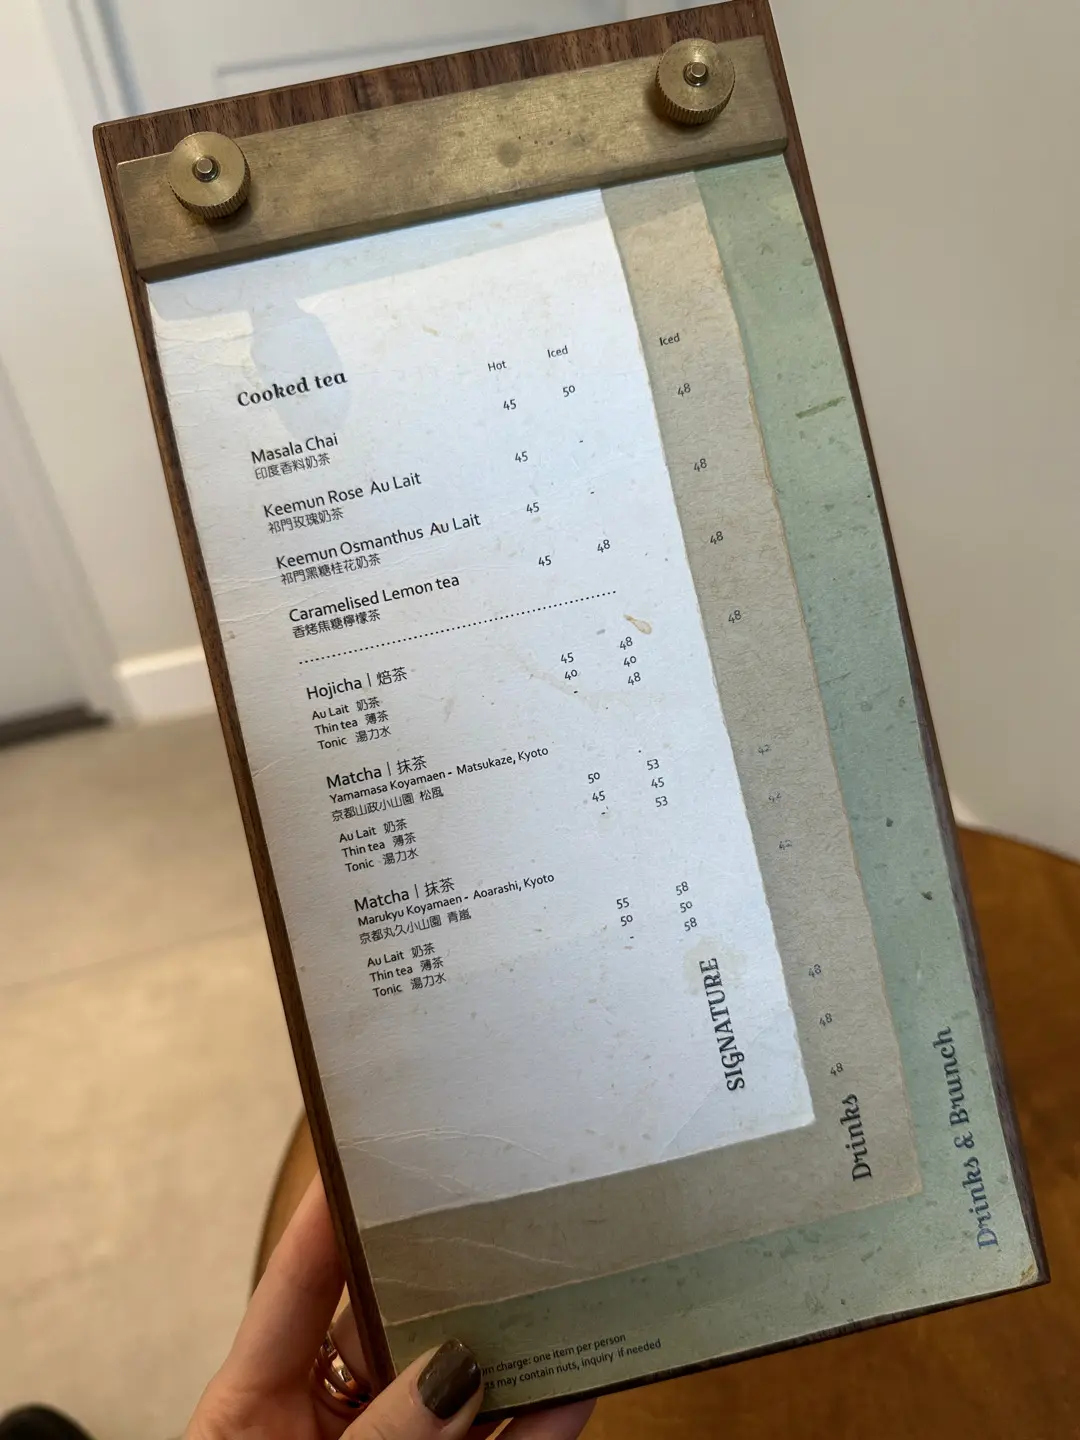 Cooked tea Hot Iced
Masala Chai 45 50
印度香料奶茶
Keemun Rose Au Lait 45 -
祁門玫瑰奶茶
Keemun Osmanthus Au Lait 45 -
祁門黑糖桂花奶茶
Caramelised Lemon tea 45 48
香烤焦糖檸檬茶
Hojicha | 焙茶
Au Lait 奶茶 45 48
Thin tea 薄茶 40 40
Tonic 湯力水 - 48
Matcha | 抹茶
Yamamasa Koyamaen - Matsukaze, Kyoto
京都山政小山園 松風
Au Lait 奶茶 50 53
Thin tea 薄茶 45 45
Tonic 湯力水 - 53
Matcha | 抹茶
Marukyu Koyamaen - Aoarashi, Kyoto
京都丸久小山園 青嵐
Au Lait 奶茶 55 58
Thin tea 薄茶 50 50
Tonic 湯力水 - 58
SIGNATURE
Iced
48
48
48
48
42
42
42
48
48
48
Drinks
Drinks & Brunch
charge: one item per person
may contain nuts, inquiry if needed